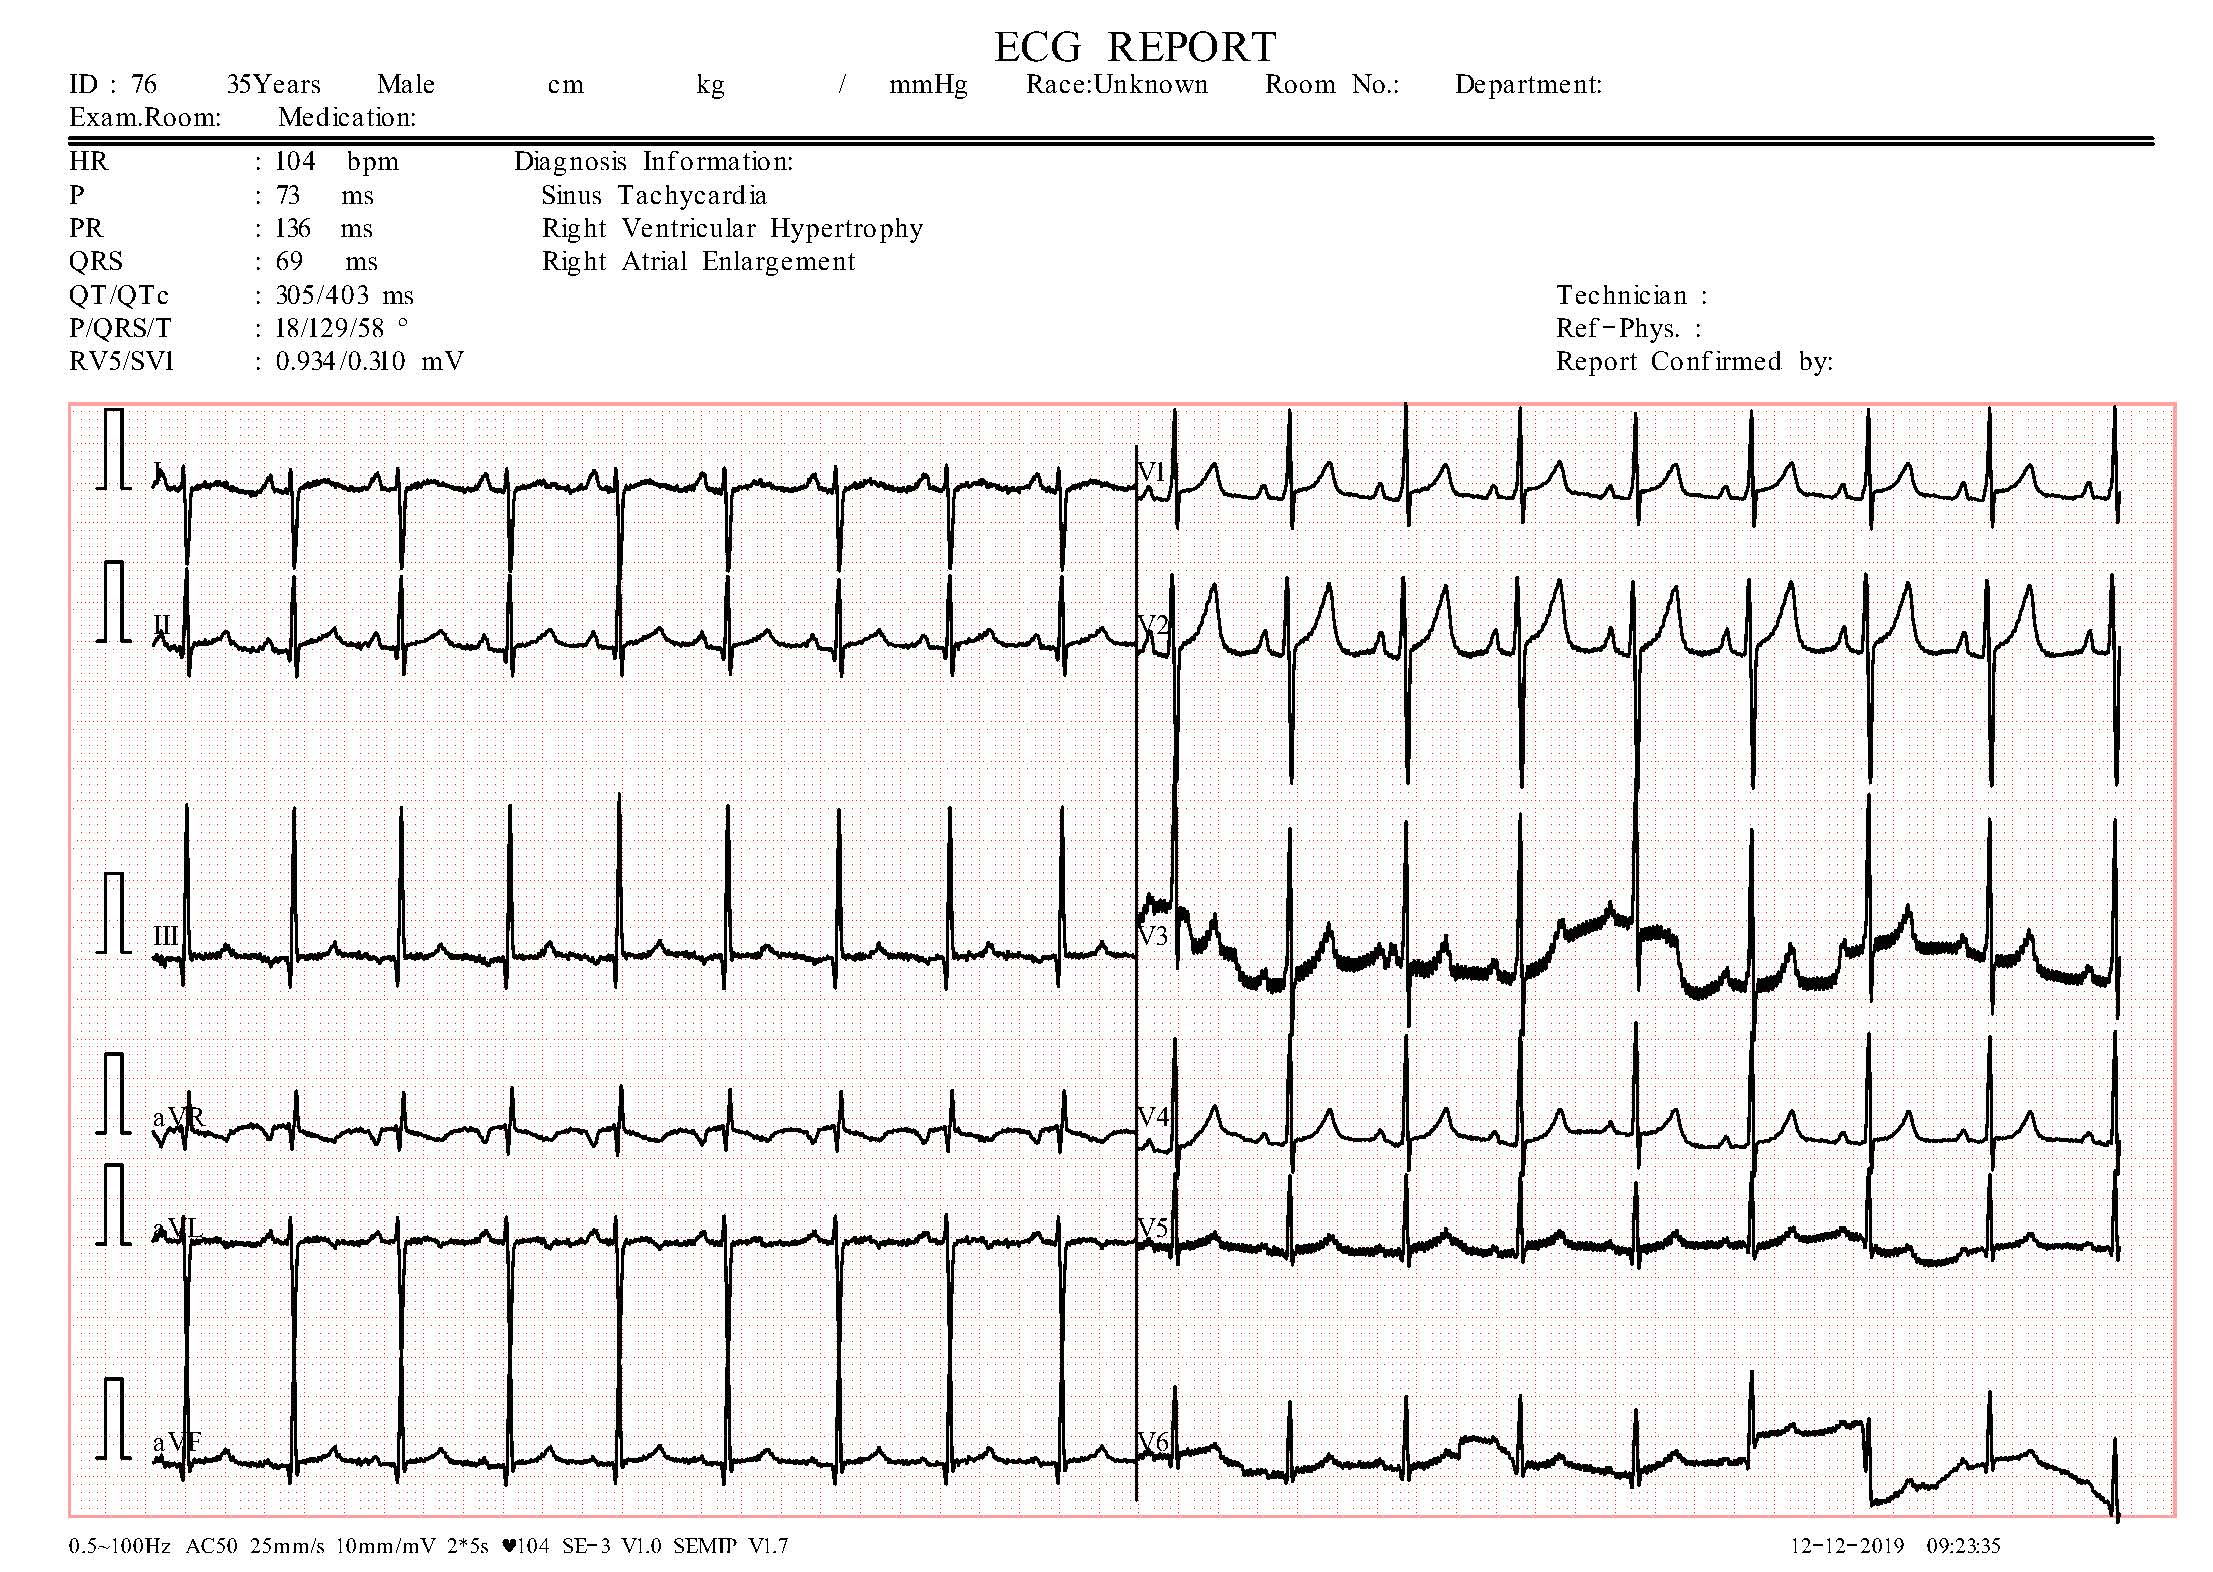 ECG REPORT
ID : 76 35Years Male cm kg / mmHg Race:Unknown Room No.: Department:
Exam.Room: Medication:
HR : 104 bpm Diagnosis Information:
P : 73 ms Sinus Tachycardia
PR : 136 ms Right Ventricular Hypertrophy
QRS : 69 ms Right Atrial Enlargement
QT/QTc : 305/403 ms Technician :
P/QRS/T : 18/129/58 ° Ref-Phys. :
RV5/SV1 : 0.934/0.310 mV Report Confirmed by:
I V1
II V2
III V3
aVR V4
aVL V5
aVF V6
0.5~100Hz AC50 25mm/s 10mm/mV 2*5s ♥104 SE-3 V1.0 SEMIP V1.7 12-12-2019 09:23:35